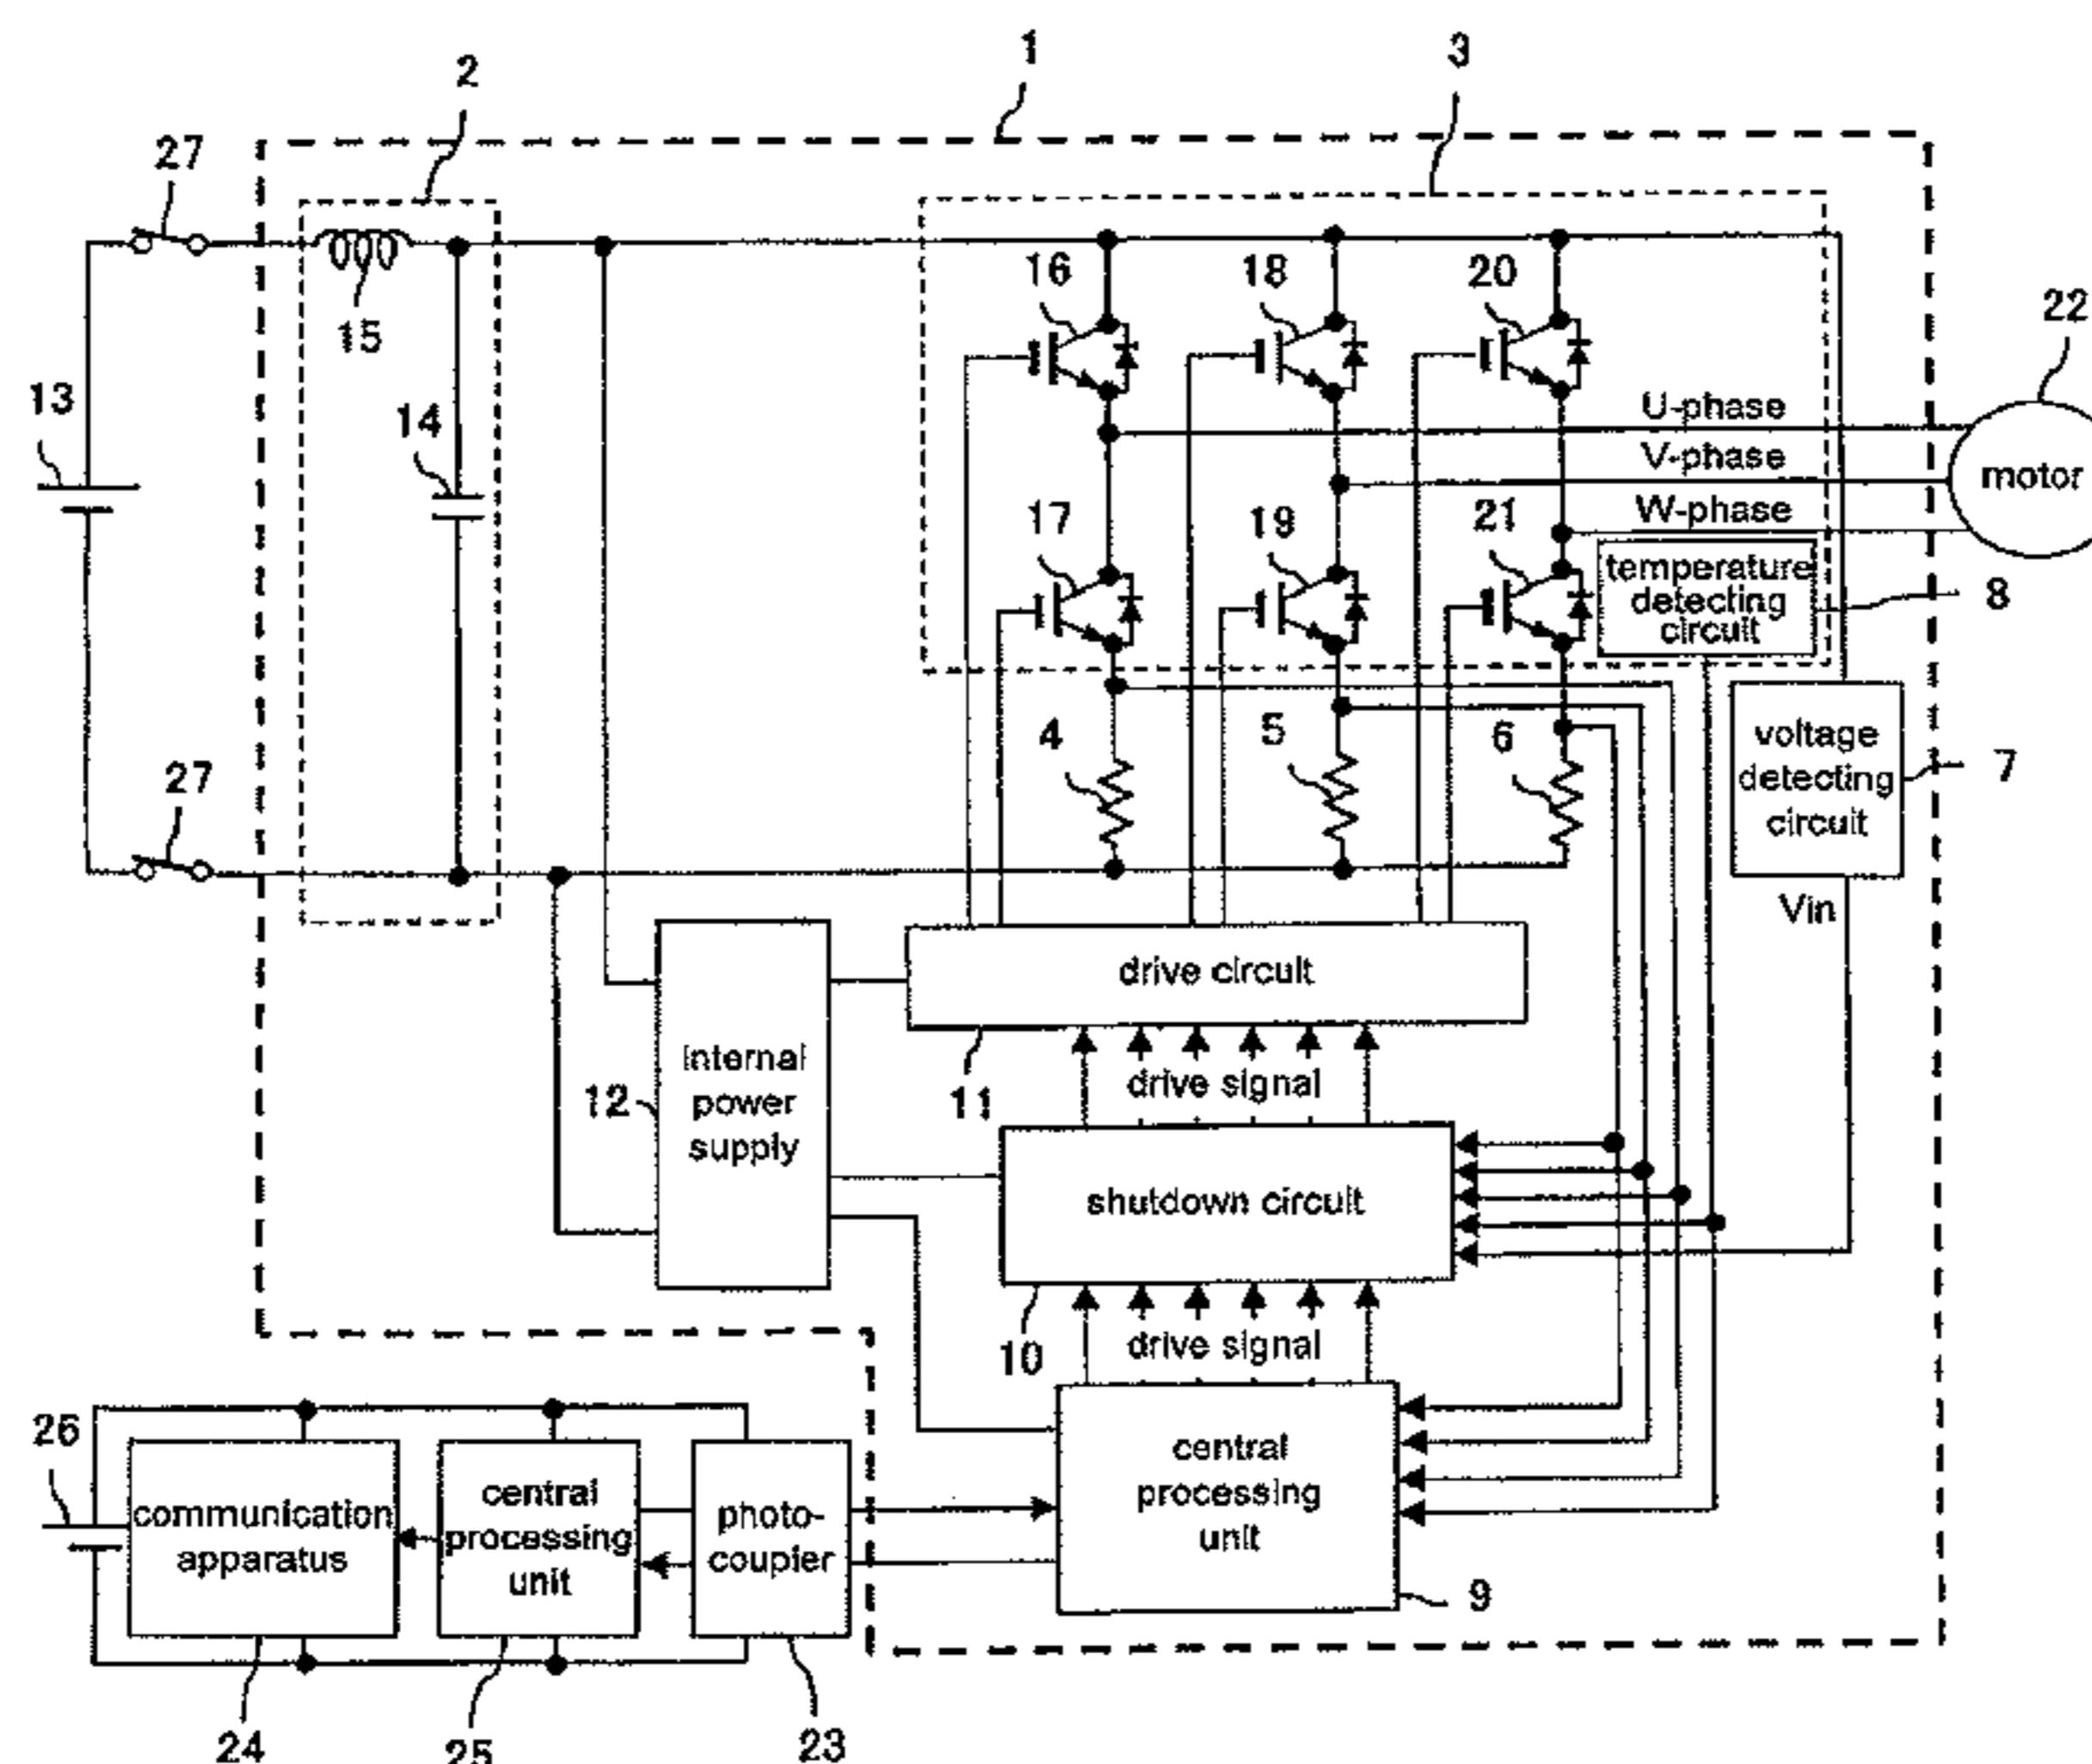 1
3
2
27
16
18
20
22
15
13
14
U-phase
V-phase
motor
W-phase
17
19
21
temperature
detecting
circuit
8
4
5
6
voltage
detecting
circuit
7
27
Vin
drive circuit
internal
power
supply
12
11
drive signal
shutdown circuit
10
drive signal
26
communication
apparatus
central
processing
unit
photo-
coupler
central
processing
unit
9
24
25
23